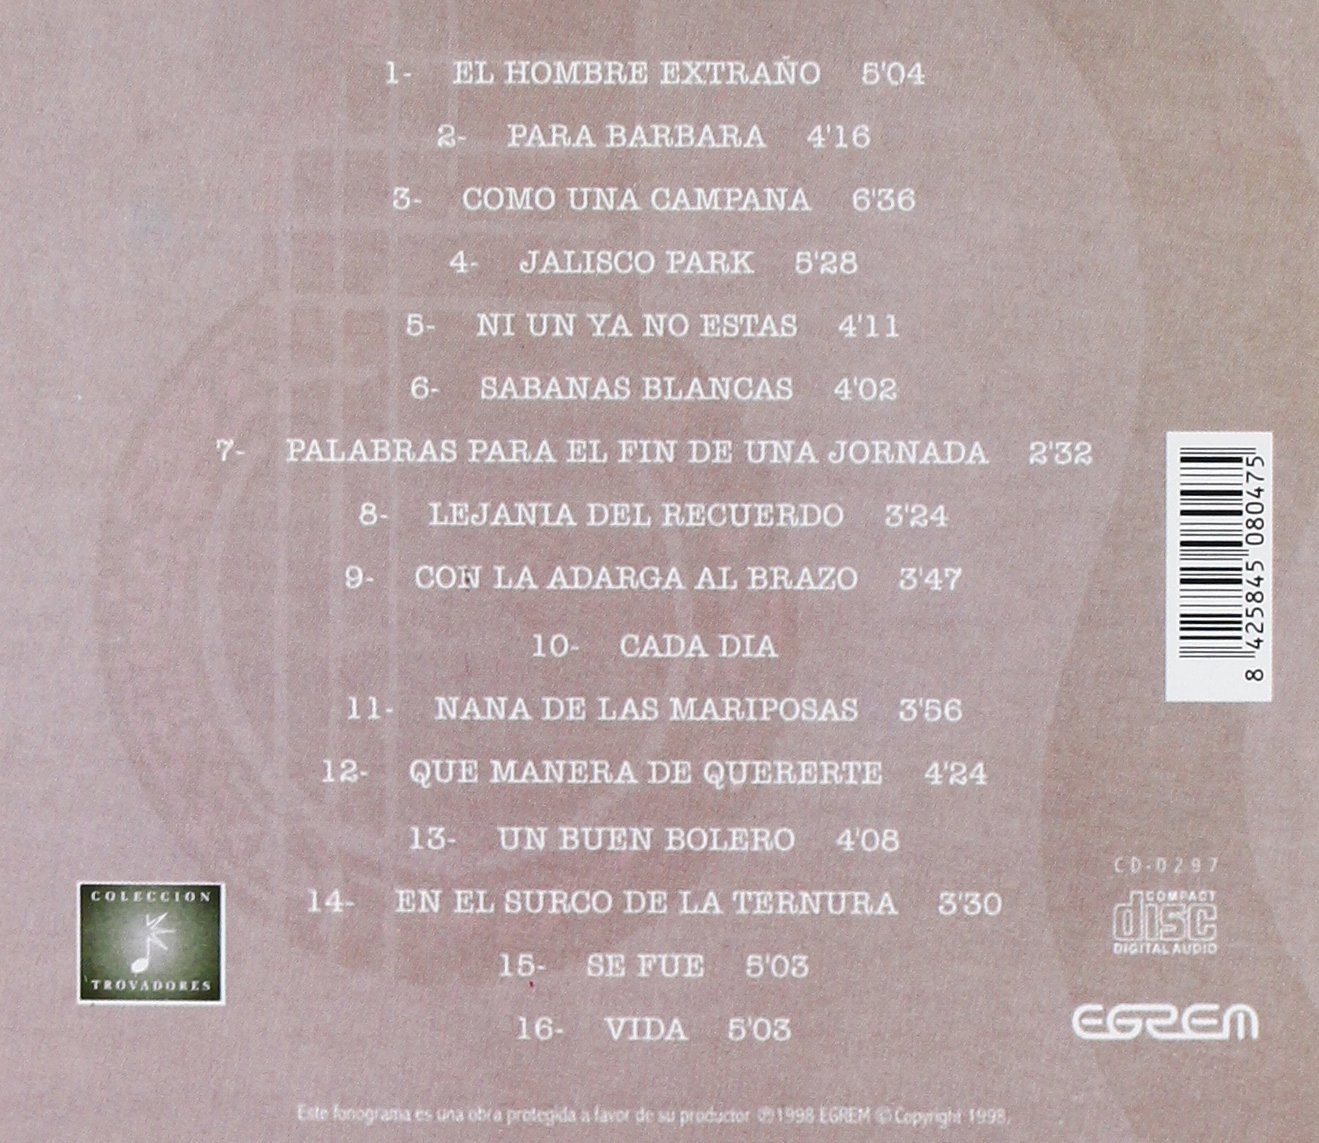 1- EL HOMBRE EXTRAÑO 5'04
2- PARA BARBARA 4'16
3- COMO UNA CAMPANA 6'36
4- JALISCO PARK 5'28
5- NI UN YA NO ESTAS 4'11
6- SABANAS BLANCAS 4'02
7- PALABRAS PARA EL FIN DE UNA JORNADA 2'32
8- LEJANIA DEL RECUERDO 3'24
9- CON LA ADARGA AL BRAZO 3'47
10- CADA DIA
11- NANA DE LAS MARIPOSAS 3'56
12- QUE MANERA DE QUERERTE 4'24
13- UN BUEN BOLERO 4'08
14- EN EL SURCO DE LA TERNURA 3'30
15- SE FUE 5'03
16- VIDA 5'03
8 425845 080475
COLECCION
TROVADORES
CD-0297
COMPACT
disc
DIGITAL AUDIO
EGREM
Este fonograma es una obra protegida a favor de su productor ℗1998 EGREM ©Copyright 1998.